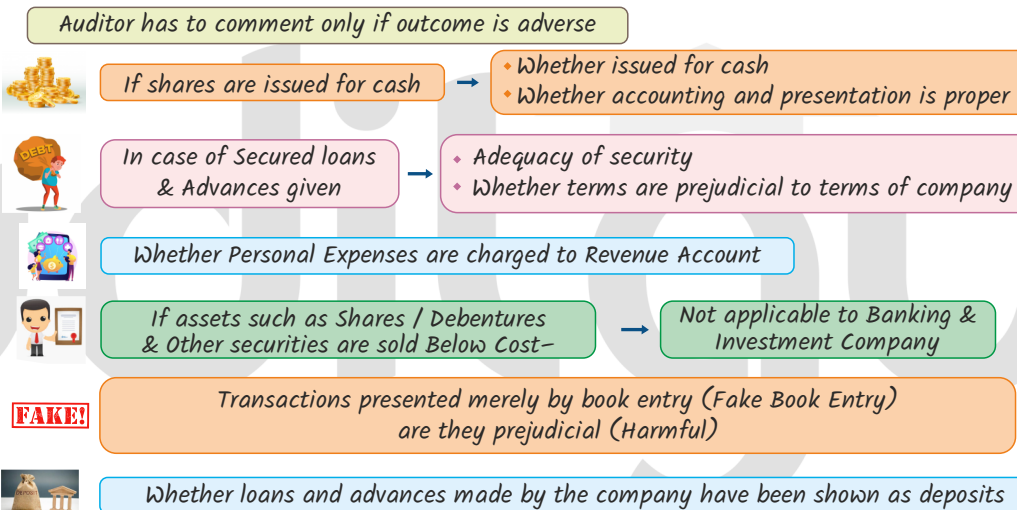 Auditor has to comment only if outcome is adverse
If shares are issued for cash
Whether issued for cash
Whether accounting and presentation is proper
DEBT
In case of Secured loans
& Advances given
Adequacy of security
Whether terms are prejudicial to terms of company
Whether Personal Expenses are charged to Revenue Account
If assets such as Shares / Debentures
& Other securities are sold Below Cost–
Not applicable to Banking &
Investment Company
FAKE!
Transactions presented merely by book entry (Fake Book Entry)
are they prejudicial (Harmful)
DEPOSIT
Whether loans and advances made by the company have been shown as deposits